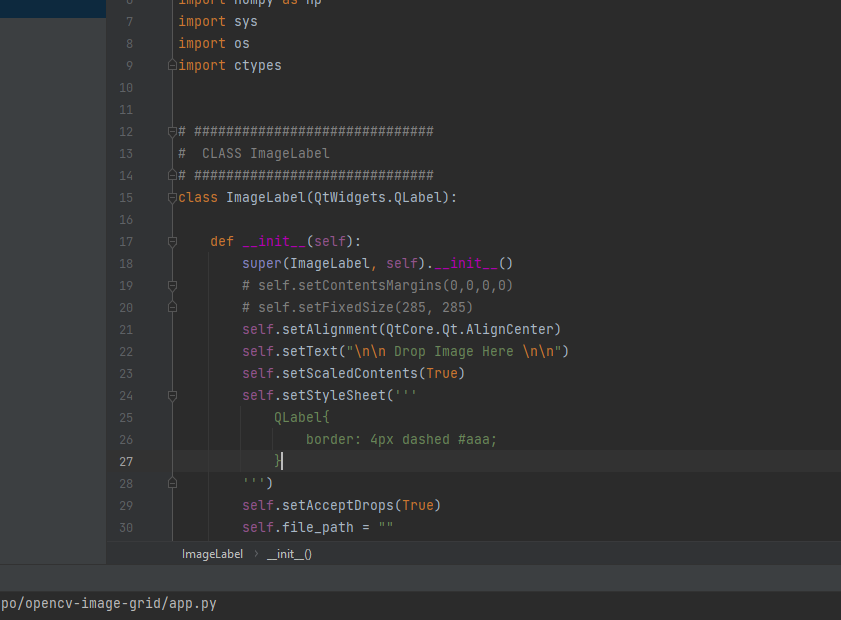 import numpy as np
7 import sys
8 import os
9 import ctypes
10
11
12 # ##############################
13 #  CLASS ImageLabel
14 # ##############################
15 class ImageLabel(QtWidgets.QLabel):
16
17     def __init__(self):
18         super(ImageLabel, self).__init__()
19         # self.setContentsMargins(0,0,0,0)
20         # self.setFixedSize(285, 285)
21         self.setAlignment(QtCore.Qt.AlignCenter)
22         self.setText("\n\n Drop Image Here \n\n")
23         self.setScaledContents(True)
24         self.setStyleSheet('''
25             QLabel{
26                 border: 4px dashed #aaa;
27             }
28         ''')
29         self.setAcceptDrops(True)
30         self.file_path = ""
ImageLabel > __init__()
po/opencv-image-grid/app.py